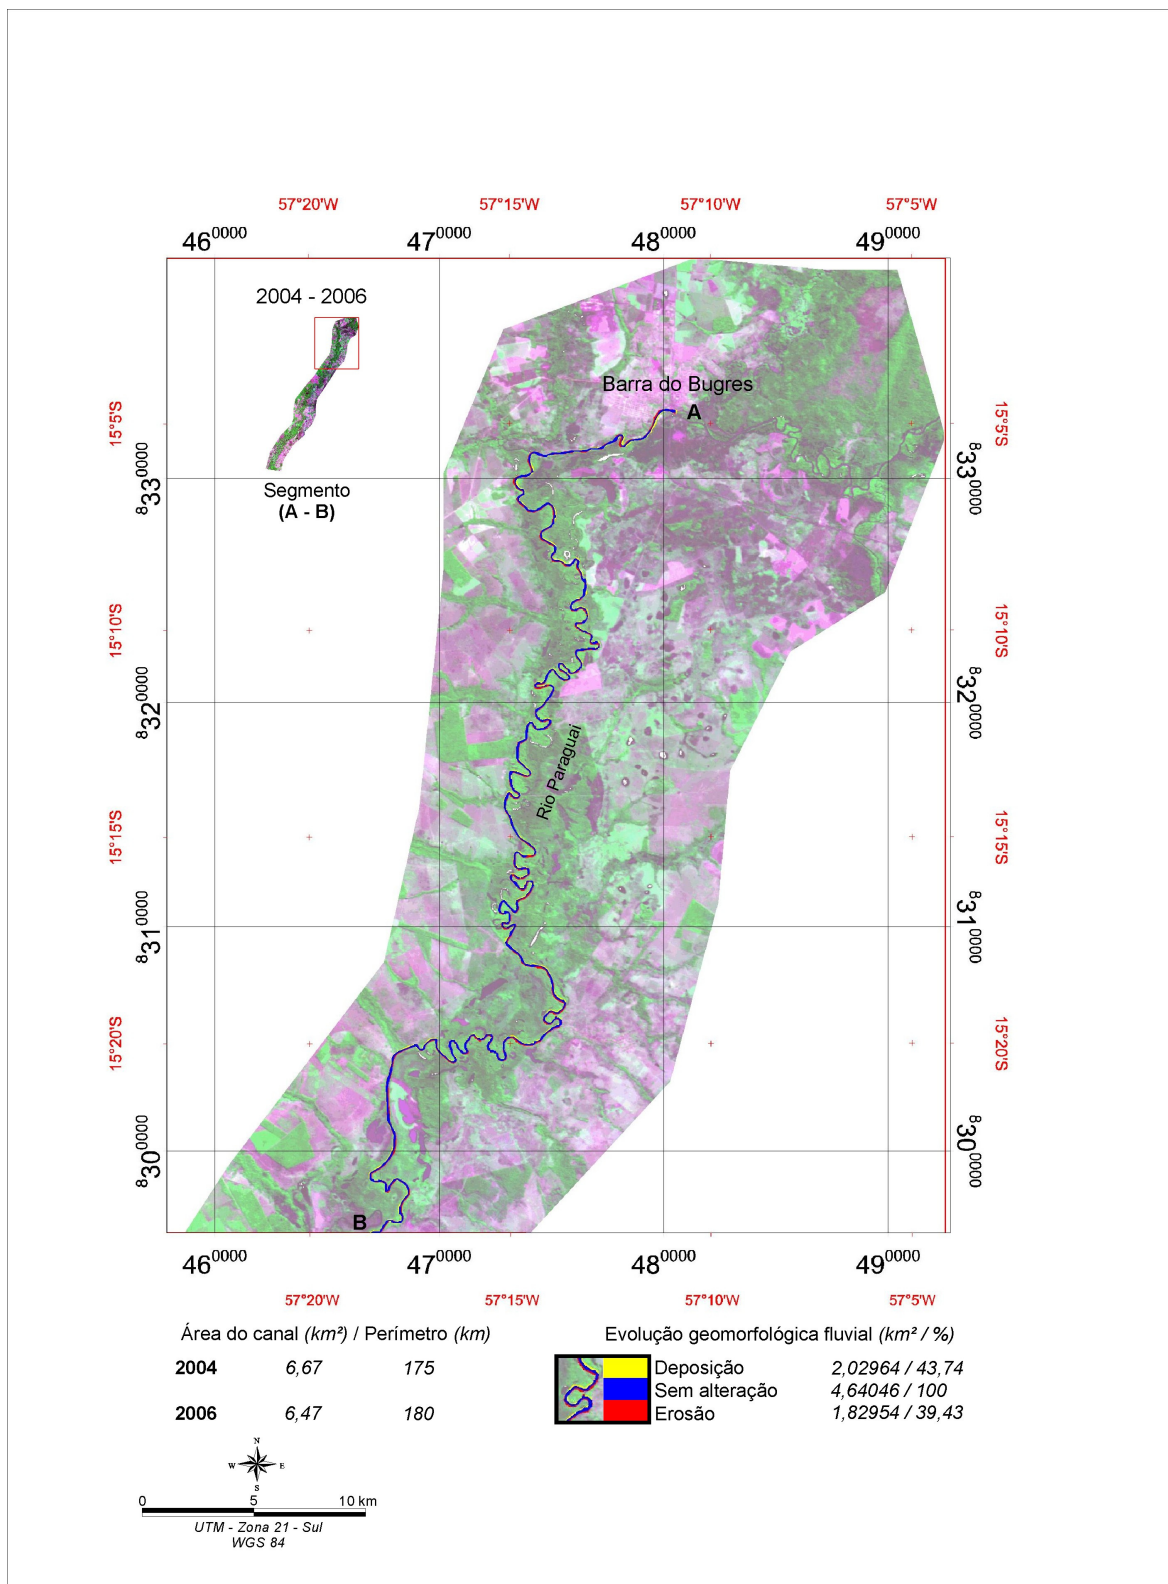 57°20'W 57°15'W 57°10'W 57°5'W
46⁰⁰⁰⁰ 47⁰⁰⁰⁰ 48⁰⁰⁰⁰ 49⁰⁰⁰⁰
2004 - 2006
Segmento
(A - B)
Barra do Bugres
A
15°5'S
15°5'S
⁸33⁰⁰⁰⁰
⁸33⁰⁰⁰⁰
15°10'S
15°10'S
⁸32⁰⁰⁰⁰
⁸32⁰⁰⁰⁰
Rio Paraguai
15°15'S
15°15'S
⁸31⁰⁰⁰⁰
⁸31⁰⁰⁰⁰
15°20'S
15°20'S
⁸30⁰⁰⁰⁰
⁸30⁰⁰⁰⁰
B
46⁰⁰⁰⁰ 47⁰⁰⁰⁰ 48⁰⁰⁰⁰ 49⁰⁰⁰⁰
57°20'W 57°15'W 57°10'W 57°5'W
Área do canal (km²) / Perímetro (km)
2004 6,67 175
2006 6,47 180
Evolução geomorfológica fluvial (km² / %)
Deposição 2,02964 / 43,74
Sem alteração 4,64046 / 100
Erosão 1,82954 / 39,43
N
W E
S
0 5 10 km
UTM - Zona 21 - Sul
WGS 84